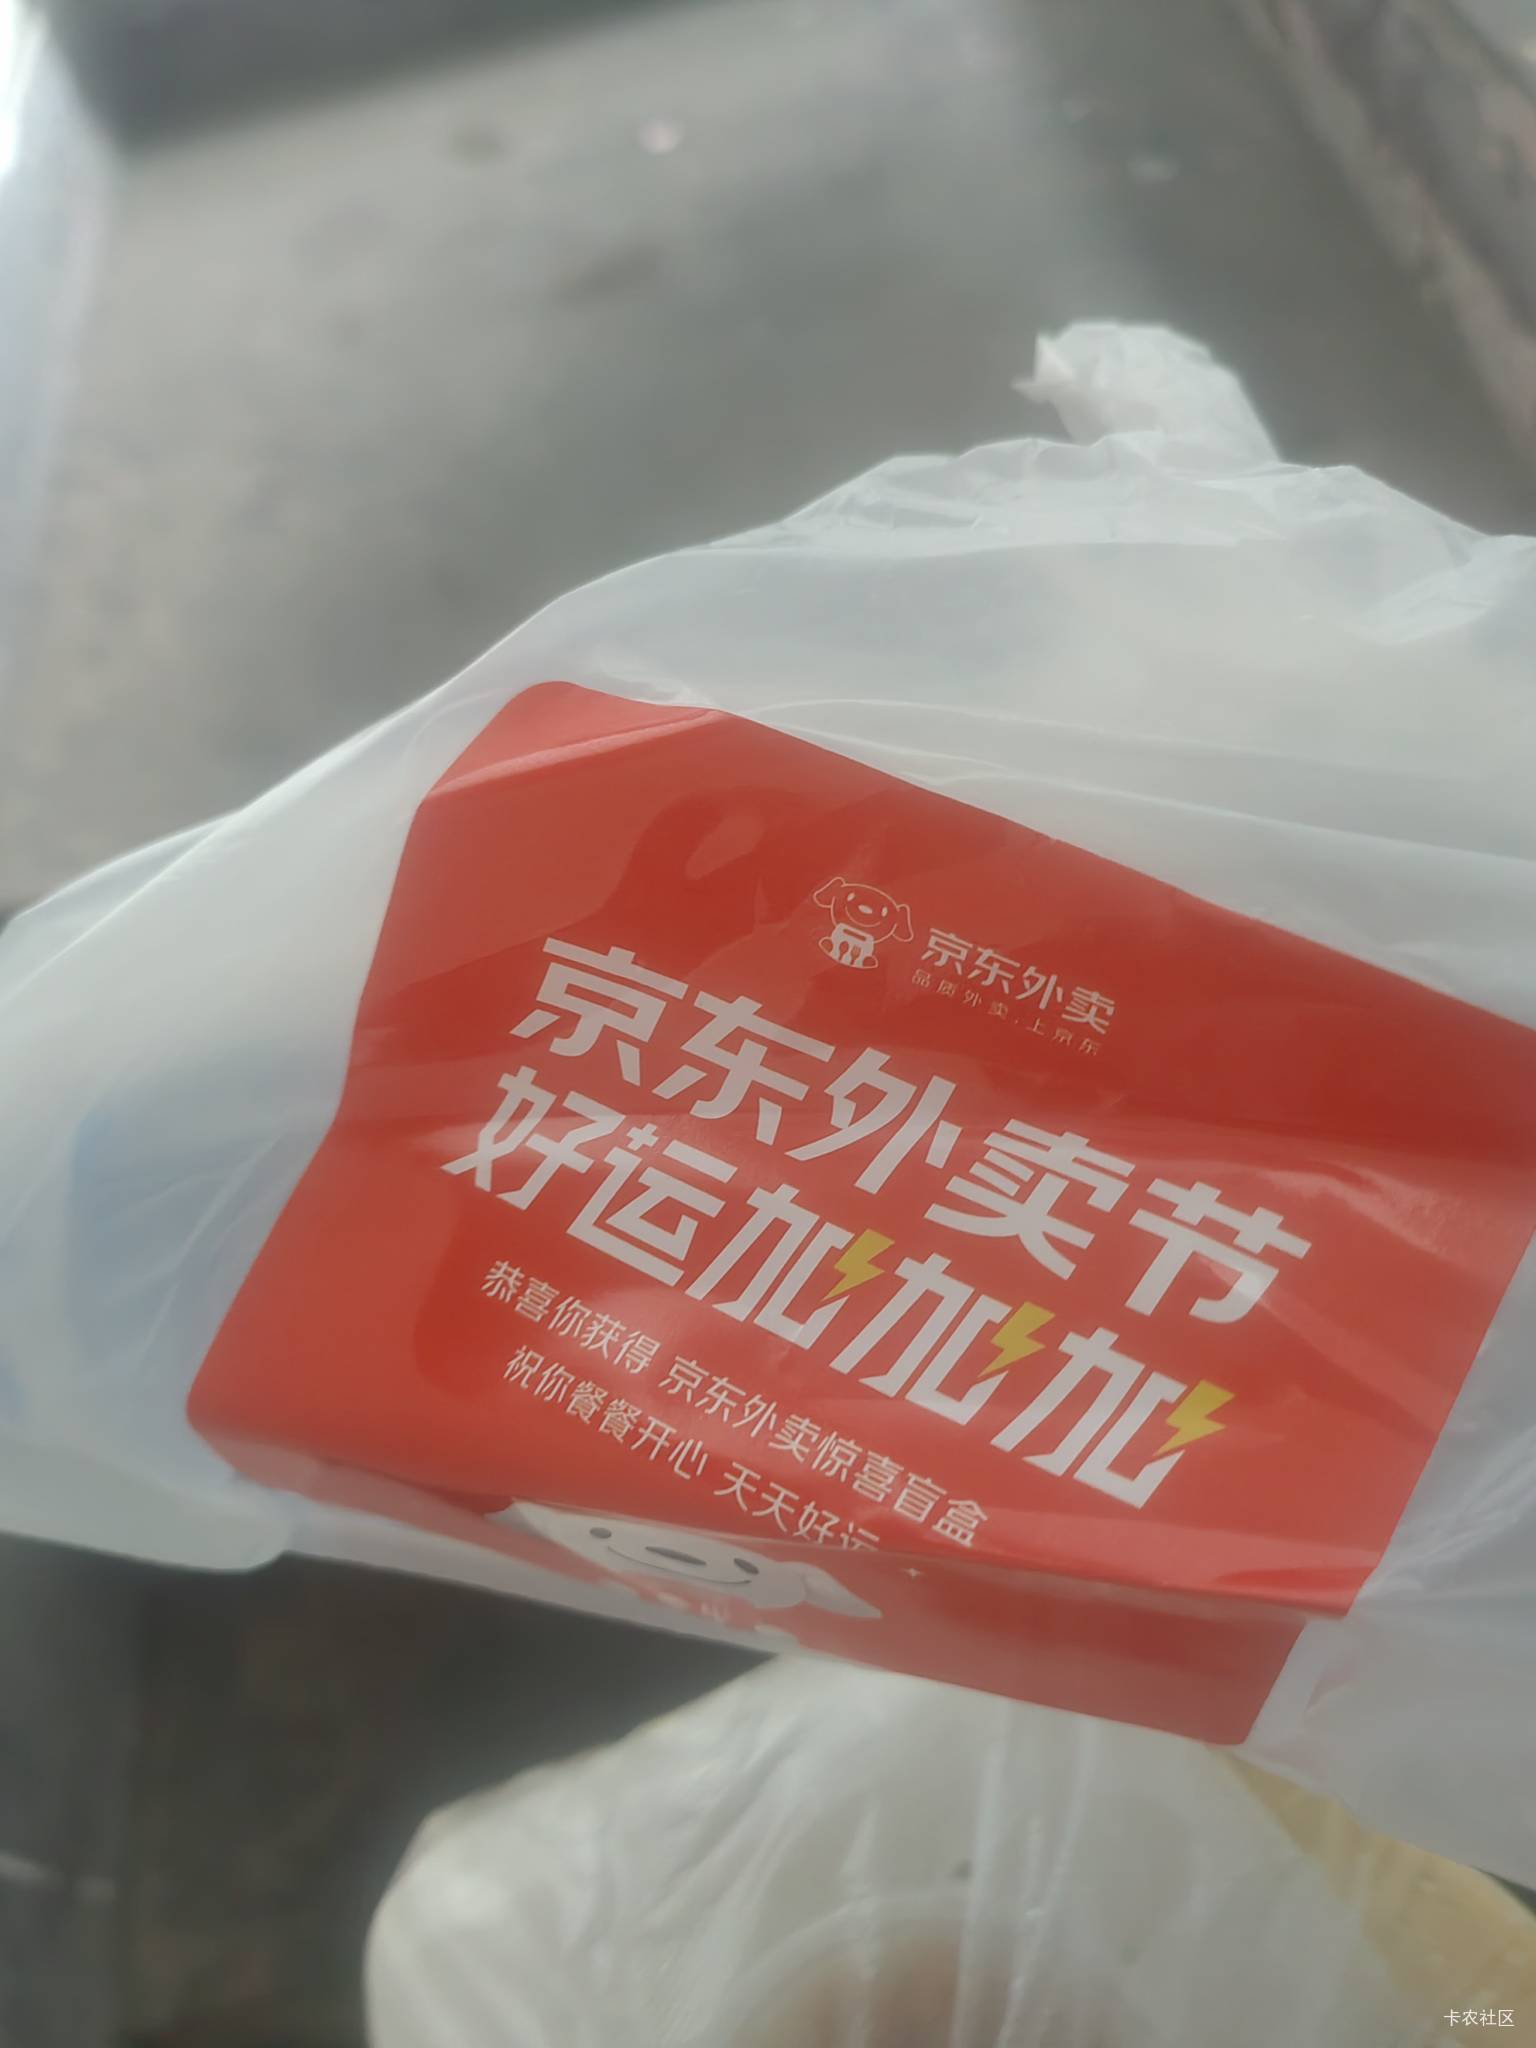 京东外卖
品质外卖·上京东
京东外卖节
好运加加加
恭喜你获得 京东外卖惊喜盲盒
祝你餐餐开心 天天好运
卡农社区